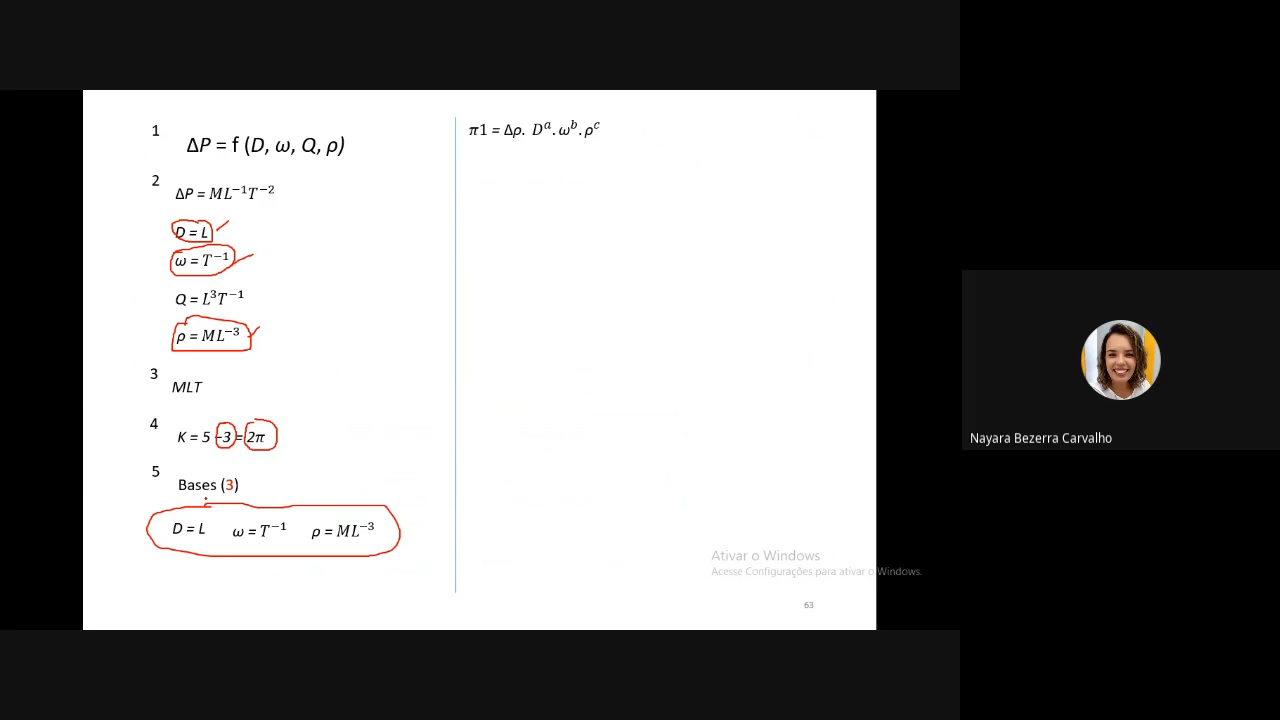 1
ΔP = f (D, ω, Q, ρ)
2
ΔP = ML⁻¹T⁻²
D = L
ω = T⁻¹
Q = L³T⁻¹
ρ = ML⁻³
3
MLT
4
K = 5 −3 = 2π
5
Bases (3)
D = L ω = T⁻¹ ρ = ML⁻³
π1 = Δρ. Dᵃ. ωᵇ. ρᶜ
Ativar o Windows
Acesse Configurações para ativar o Windows.
63
Nayara Bezerra Carvalho